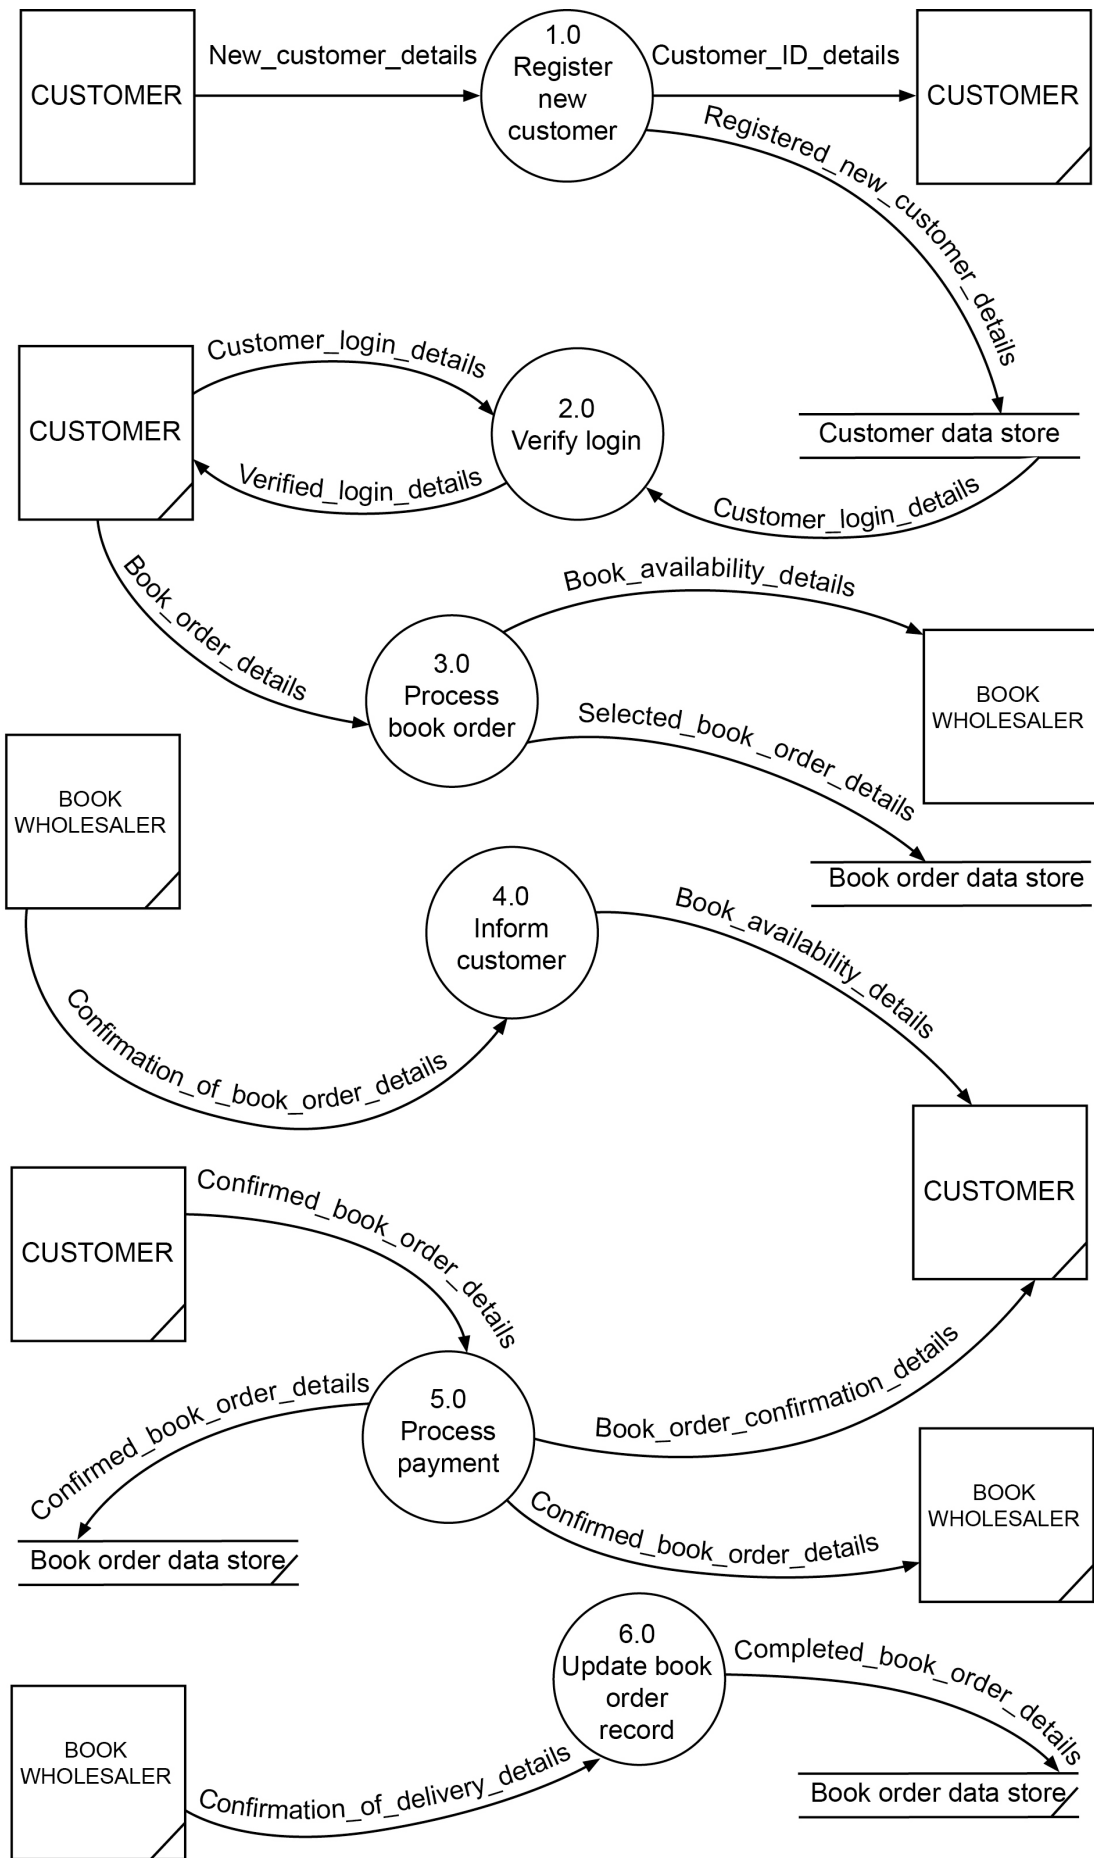 New_customer_details
CUSTOMER
1.0
Register
new
customer
Customer_ID_details
CUSTOMER
Registered_new_customer_details
Customer_login_details
CUSTOMER
2.0
Verify login
Customer data store
Verified_login_details
Customer_login_details
Book_order_details
Book_availability_details
3.0
Process
book order
BOOK
WHOLESALER
Selected_book_order_details
BOOK
WHOLESALER
Book order data store
4.0
Inform
customer
Book_availability_details
Confirmation_of_book_order_details
CUSTOMER
Confirmed_book_order_details
CUSTOMER
Confirmed_book_order_details
5.0
Process
payment
Book_order_confirmation_details
Confirmed_book_order_details
BOOK
WHOLESALER
Book order data store
6.0
Update book
order
record
Completed_book_order_details
BOOK
WHOLESALER
Confirmation_of_delivery_details
Book order data store